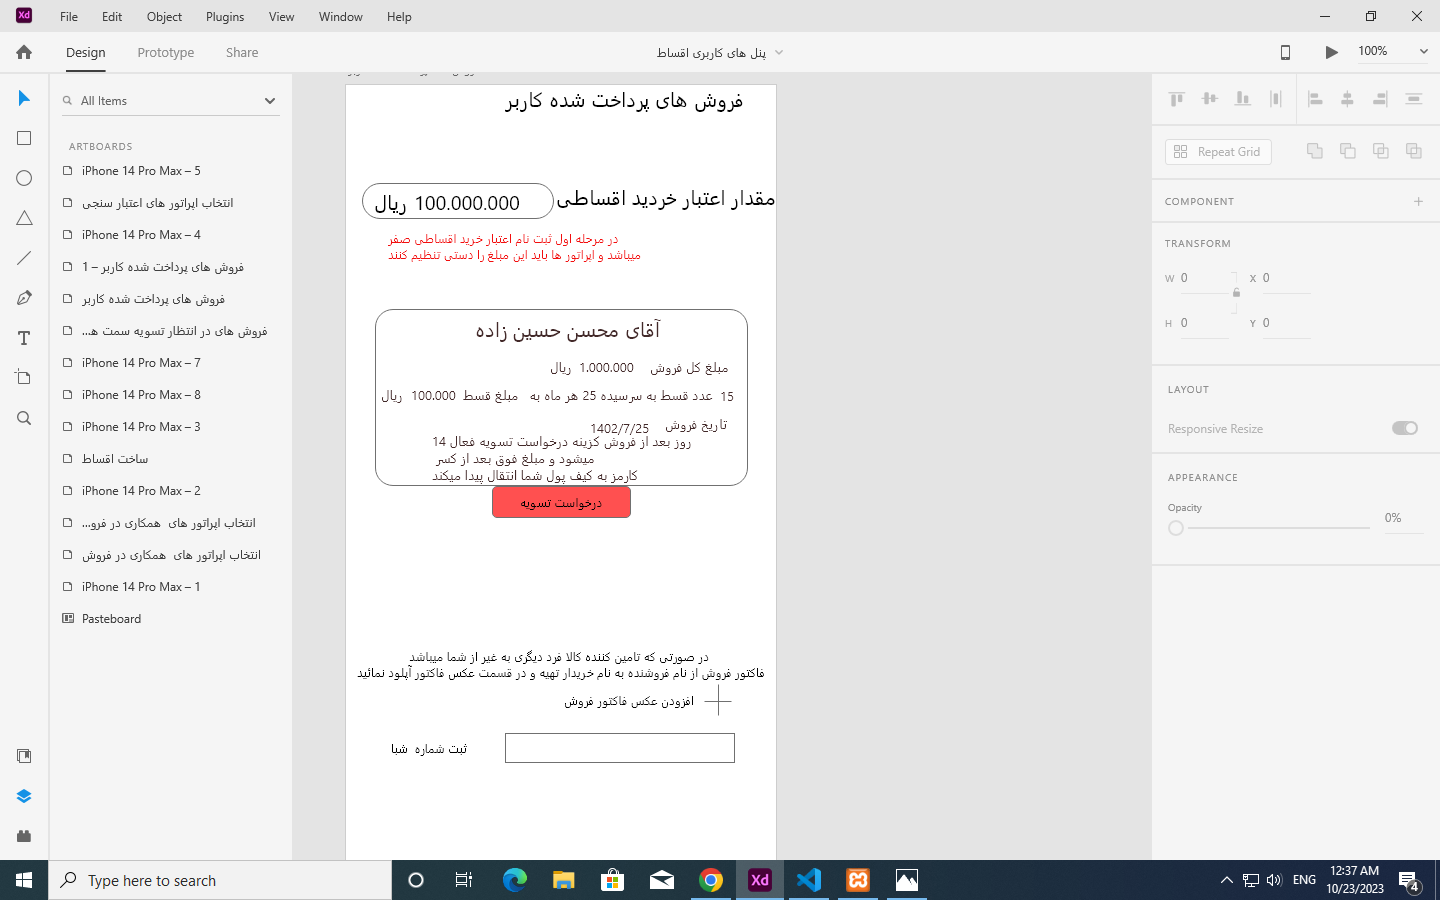 Xd
File Edit Object Plugins View Window Help
Design Prototype Share
پنل های کاربری اقساط
100%
All Items
ARTBOARDS
iPhone 14 Pro Max – 5
انتخاب اپراتور های اعتبار سنجی
iPhone 14 Pro Max – 4
فروش های پرداخت شده کاربر – 1
فروش های پرداخت شده کاربر
فروش های در انتظار تسویه سمت ه...
iPhone 14 Pro Max – 7
iPhone 14 Pro Max – 8
iPhone 14 Pro Max – 3
ساخت اقساط
iPhone 14 Pro Max – 2
انتخاب اپراتور های همکاری در فرو...
انتخاب اپراتور های همکاری در فروش
iPhone 14 Pro Max – 1
Pasteboard
فروش های پرداخت شده کاربر
مقدار اعتبار خردید اقساطی
100.000.000 ریال
در مرحله اول ثبت نام اعتبار خرید اقساطی صفر
میباشد و اپراتور ها باید این مبلغ را دستی تنظیم کنند
آقای محسن حسین زاده
مبلغ کل فروش 1.000.000 ریال
15 عدد قسط به سرسیده 25 هر ماه به مبلغ قسط 100.000 ریال
تاریخ فروش 1402/7/25
روز بعد از فروش کزینه درخواست تسویه فعال 14
میشود و مبلغ فوق بعد از کسر
کارمز به کیف پول شما انتقال پیدا میکند
درخواست تسویه
در صورتی که تامین کننده کالا فرد دیگری به غیر از شما میباشد
فاکتور فروش از نام فروشنده به نام خریدار تهیه و در قسمت عکس فاکتور آپلود نمائید
افزودن عکس فاکتور فروش
ثبت شماره شبا
Repeat Grid
COMPONENT
TRANSFORM
W 0 X 0
H 0 Y 0
LAYOUT
Responsive Resize
APPEARANCE
Opacity
0%
Type here to search
Xd
ENG
12:37 AM
10/23/2023
4